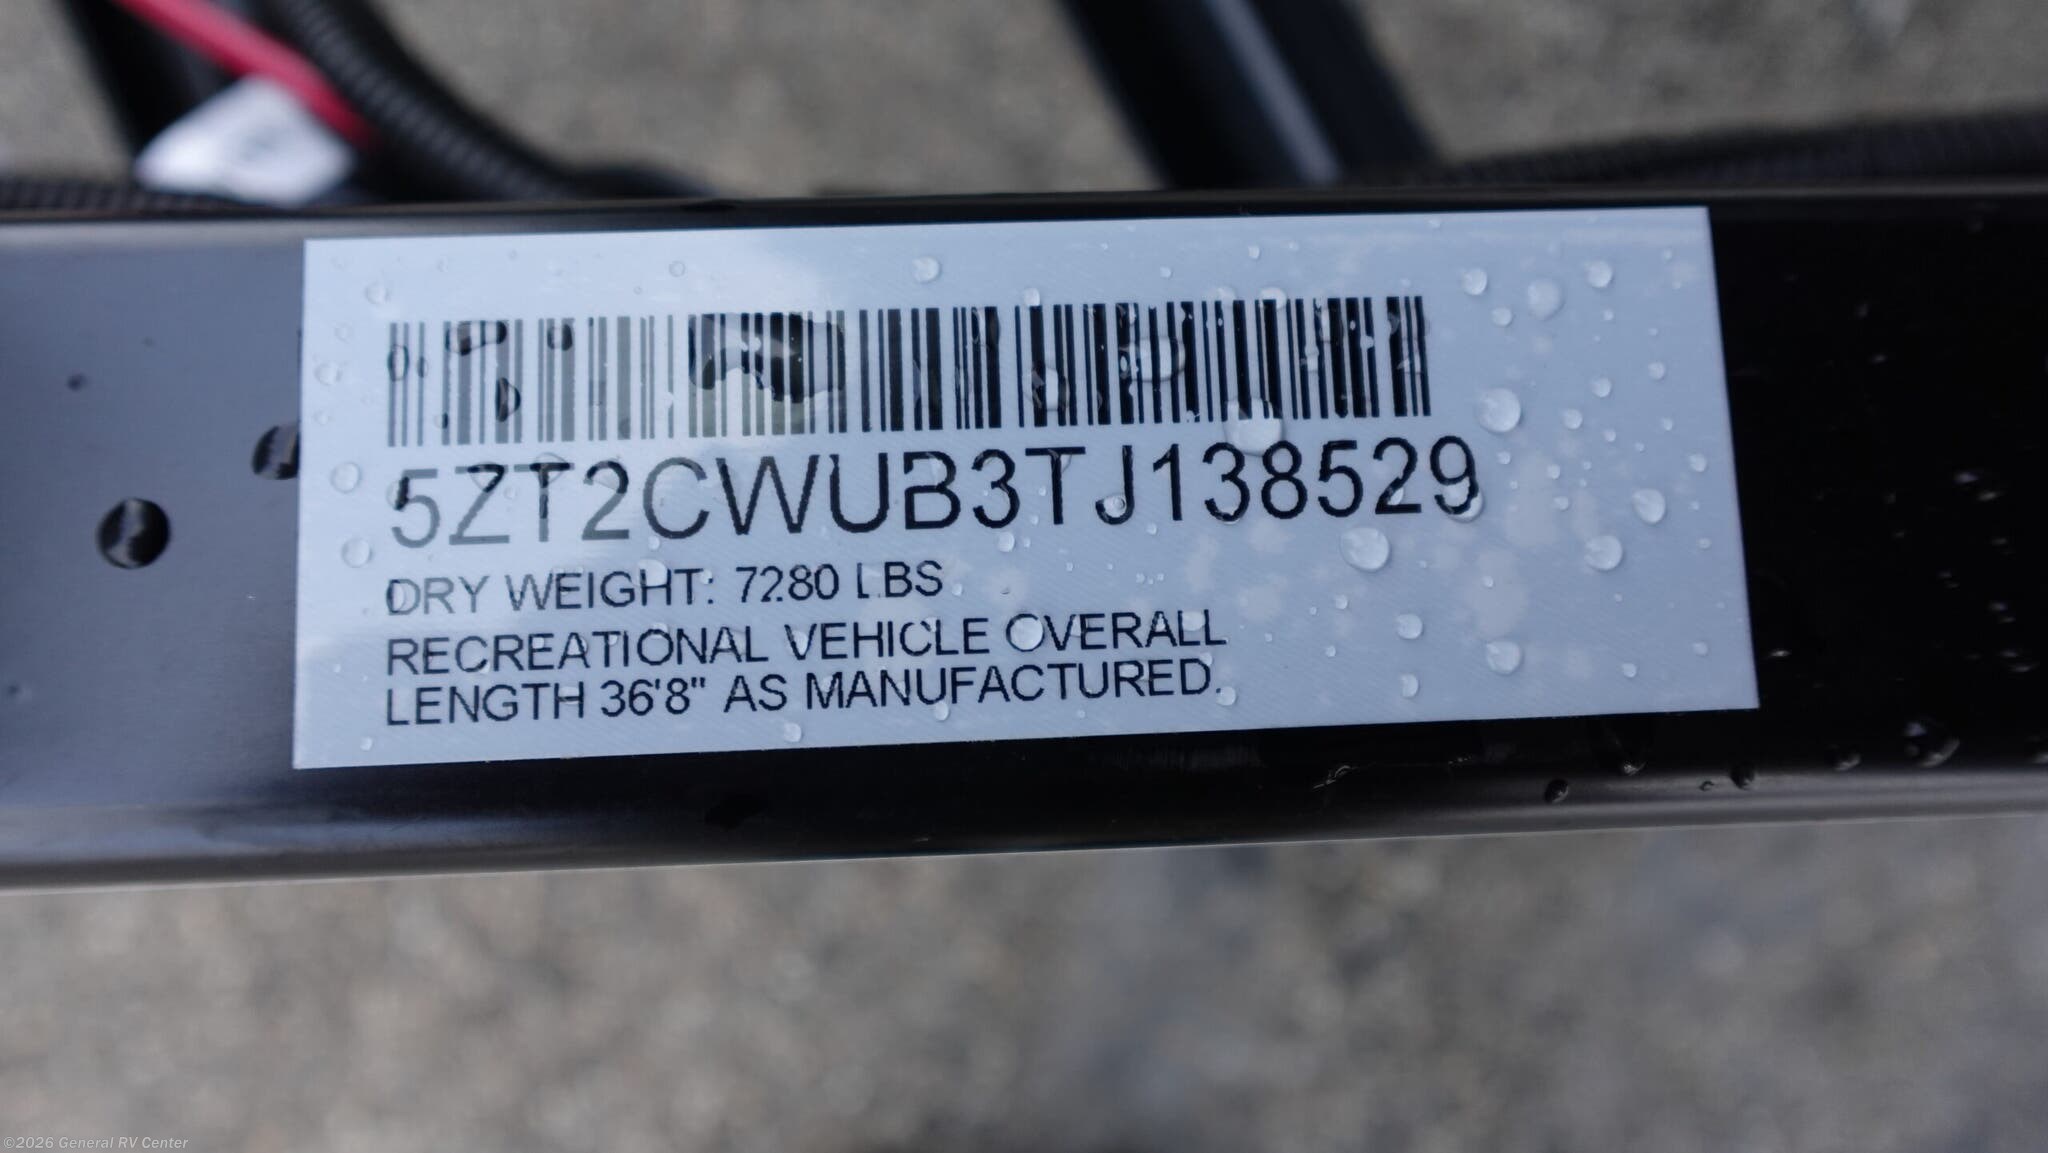 5ZT2CWUB3TJ138529
DRY WEIGHT: 7280 LBS
RECREATIONAL VEHICLE OVERALL
LENGTH 36'8" AS MANUFACTURED.
©2026 General RV Center